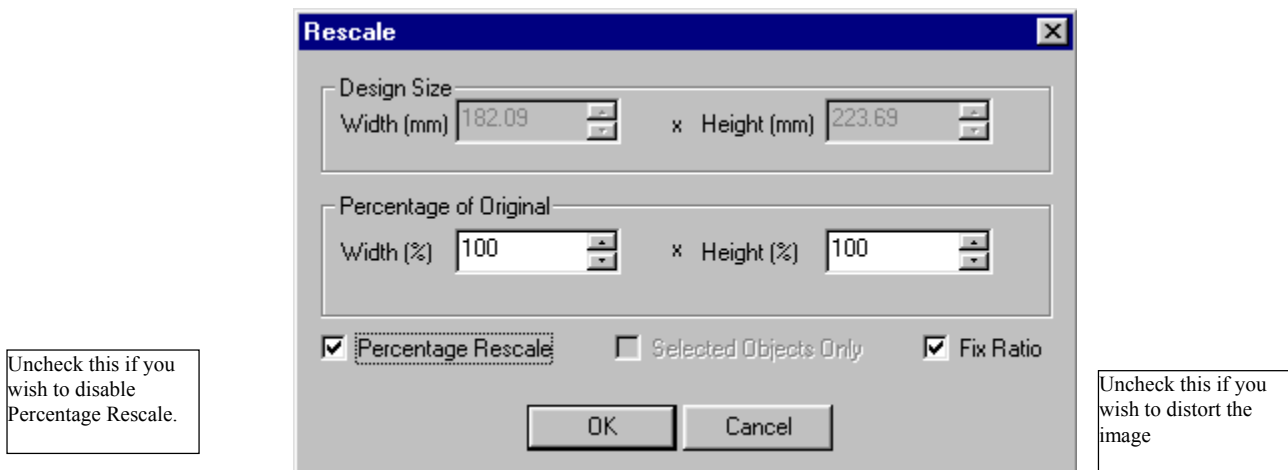 Rescale
Design Size
Width (mm) 182.09 x Height (mm) 223.69
Percentage of Original
Width (%) 100 x Height (%) 100
Percentage Rescale Selected Objects Only Fix Ratio
OK Cancel
Uncheck this if you
wish to disable
Percentage Rescale.
Uncheck this if you
wish to distort the
image